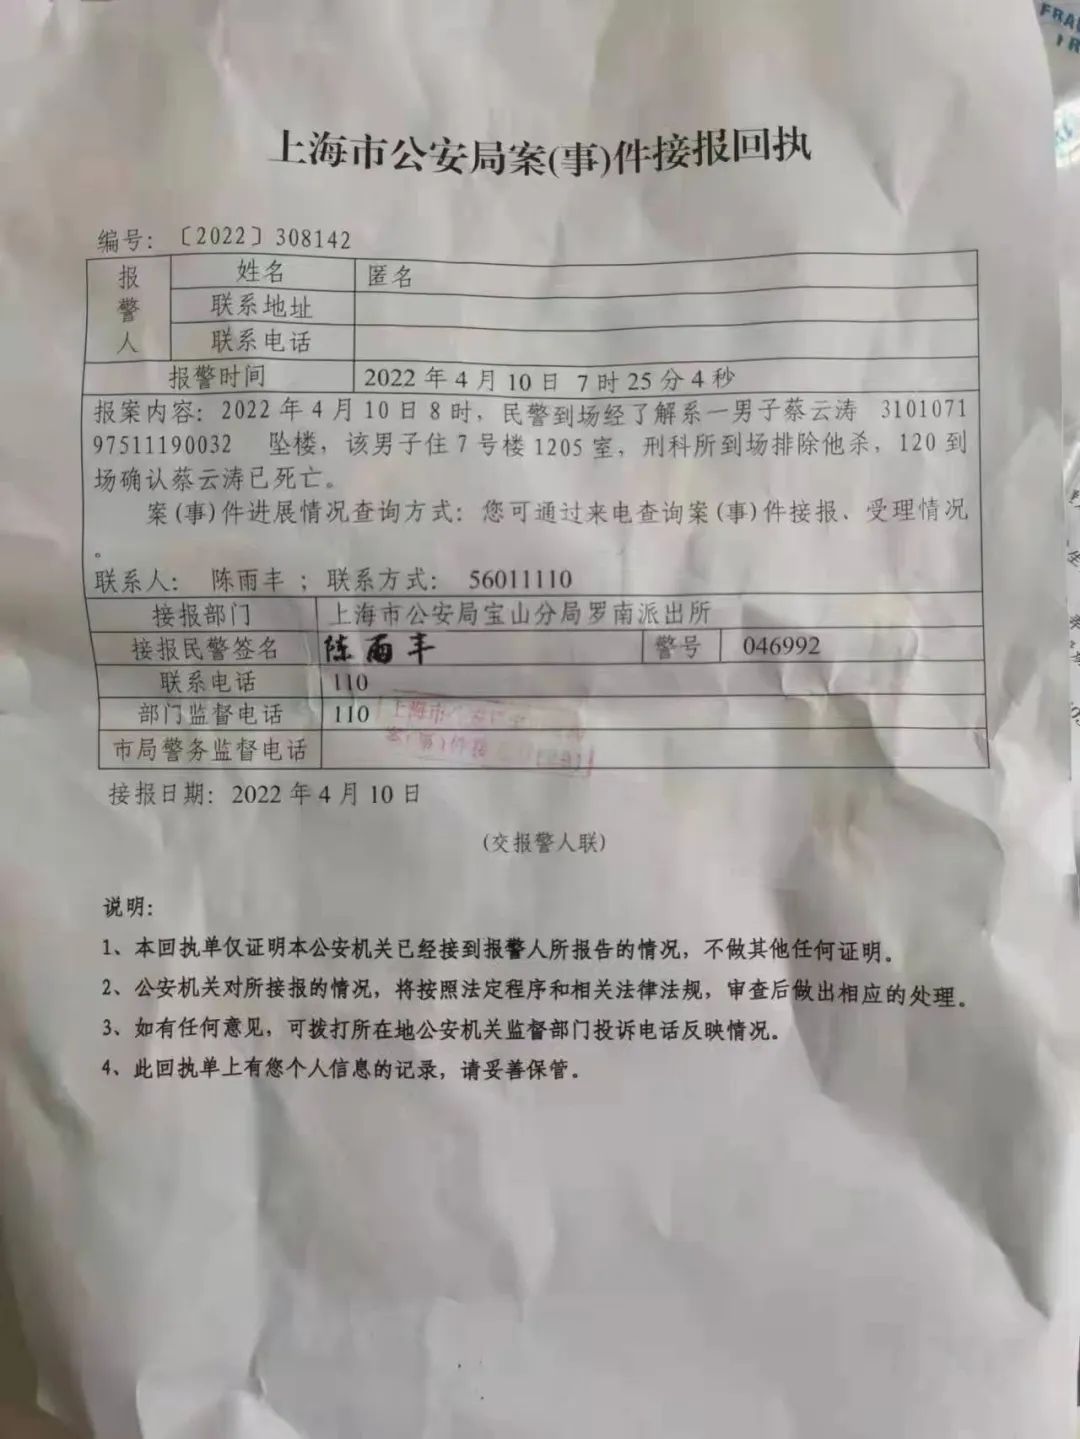 上海市公安局案(事)件接报回执
编号：〔2022〕308142
报警人
姓名 匿名
联系地址
联系电话
报警时间 2022 年 4 月 10 日 7 时 25 分 4 秒
报案内容：2022 年 4 月 10 日 8 时，民警到场经了解系一男子蔡云涛 3101071
97511190032 坠楼，该男子住 7 号楼 1205 室，刑科所到场排除他杀，120 到
场确认蔡云涛已死亡。
案(事)件进展情况查询方式：您可通过来电查询案(事)件接报、受理情况
。
联系人： 陈雨丰 ；联系方式： 56011110
接报部门 上海市公安局宝山分局罗南派出所
接报民警签名 陈雨丰 警号 046992
联系电话 110
部门监督电话 110
市局警务监督电话
接报日期：2022 年 4 月 10 日
(交报警人联)
说明：
1、本回执单仅证明本公安机关已经接到报警人所报告的情况，不做其他任何证明。
2、公安机关对所接报的情况，将按照法定程序和相关法律法规，审查后做出相应的处理。
3、如有任何意见，可拨打所在地公安机关监督部门投诉电话反映情况。
4、此回执单上有您个人信息的记录，请妥善保管。